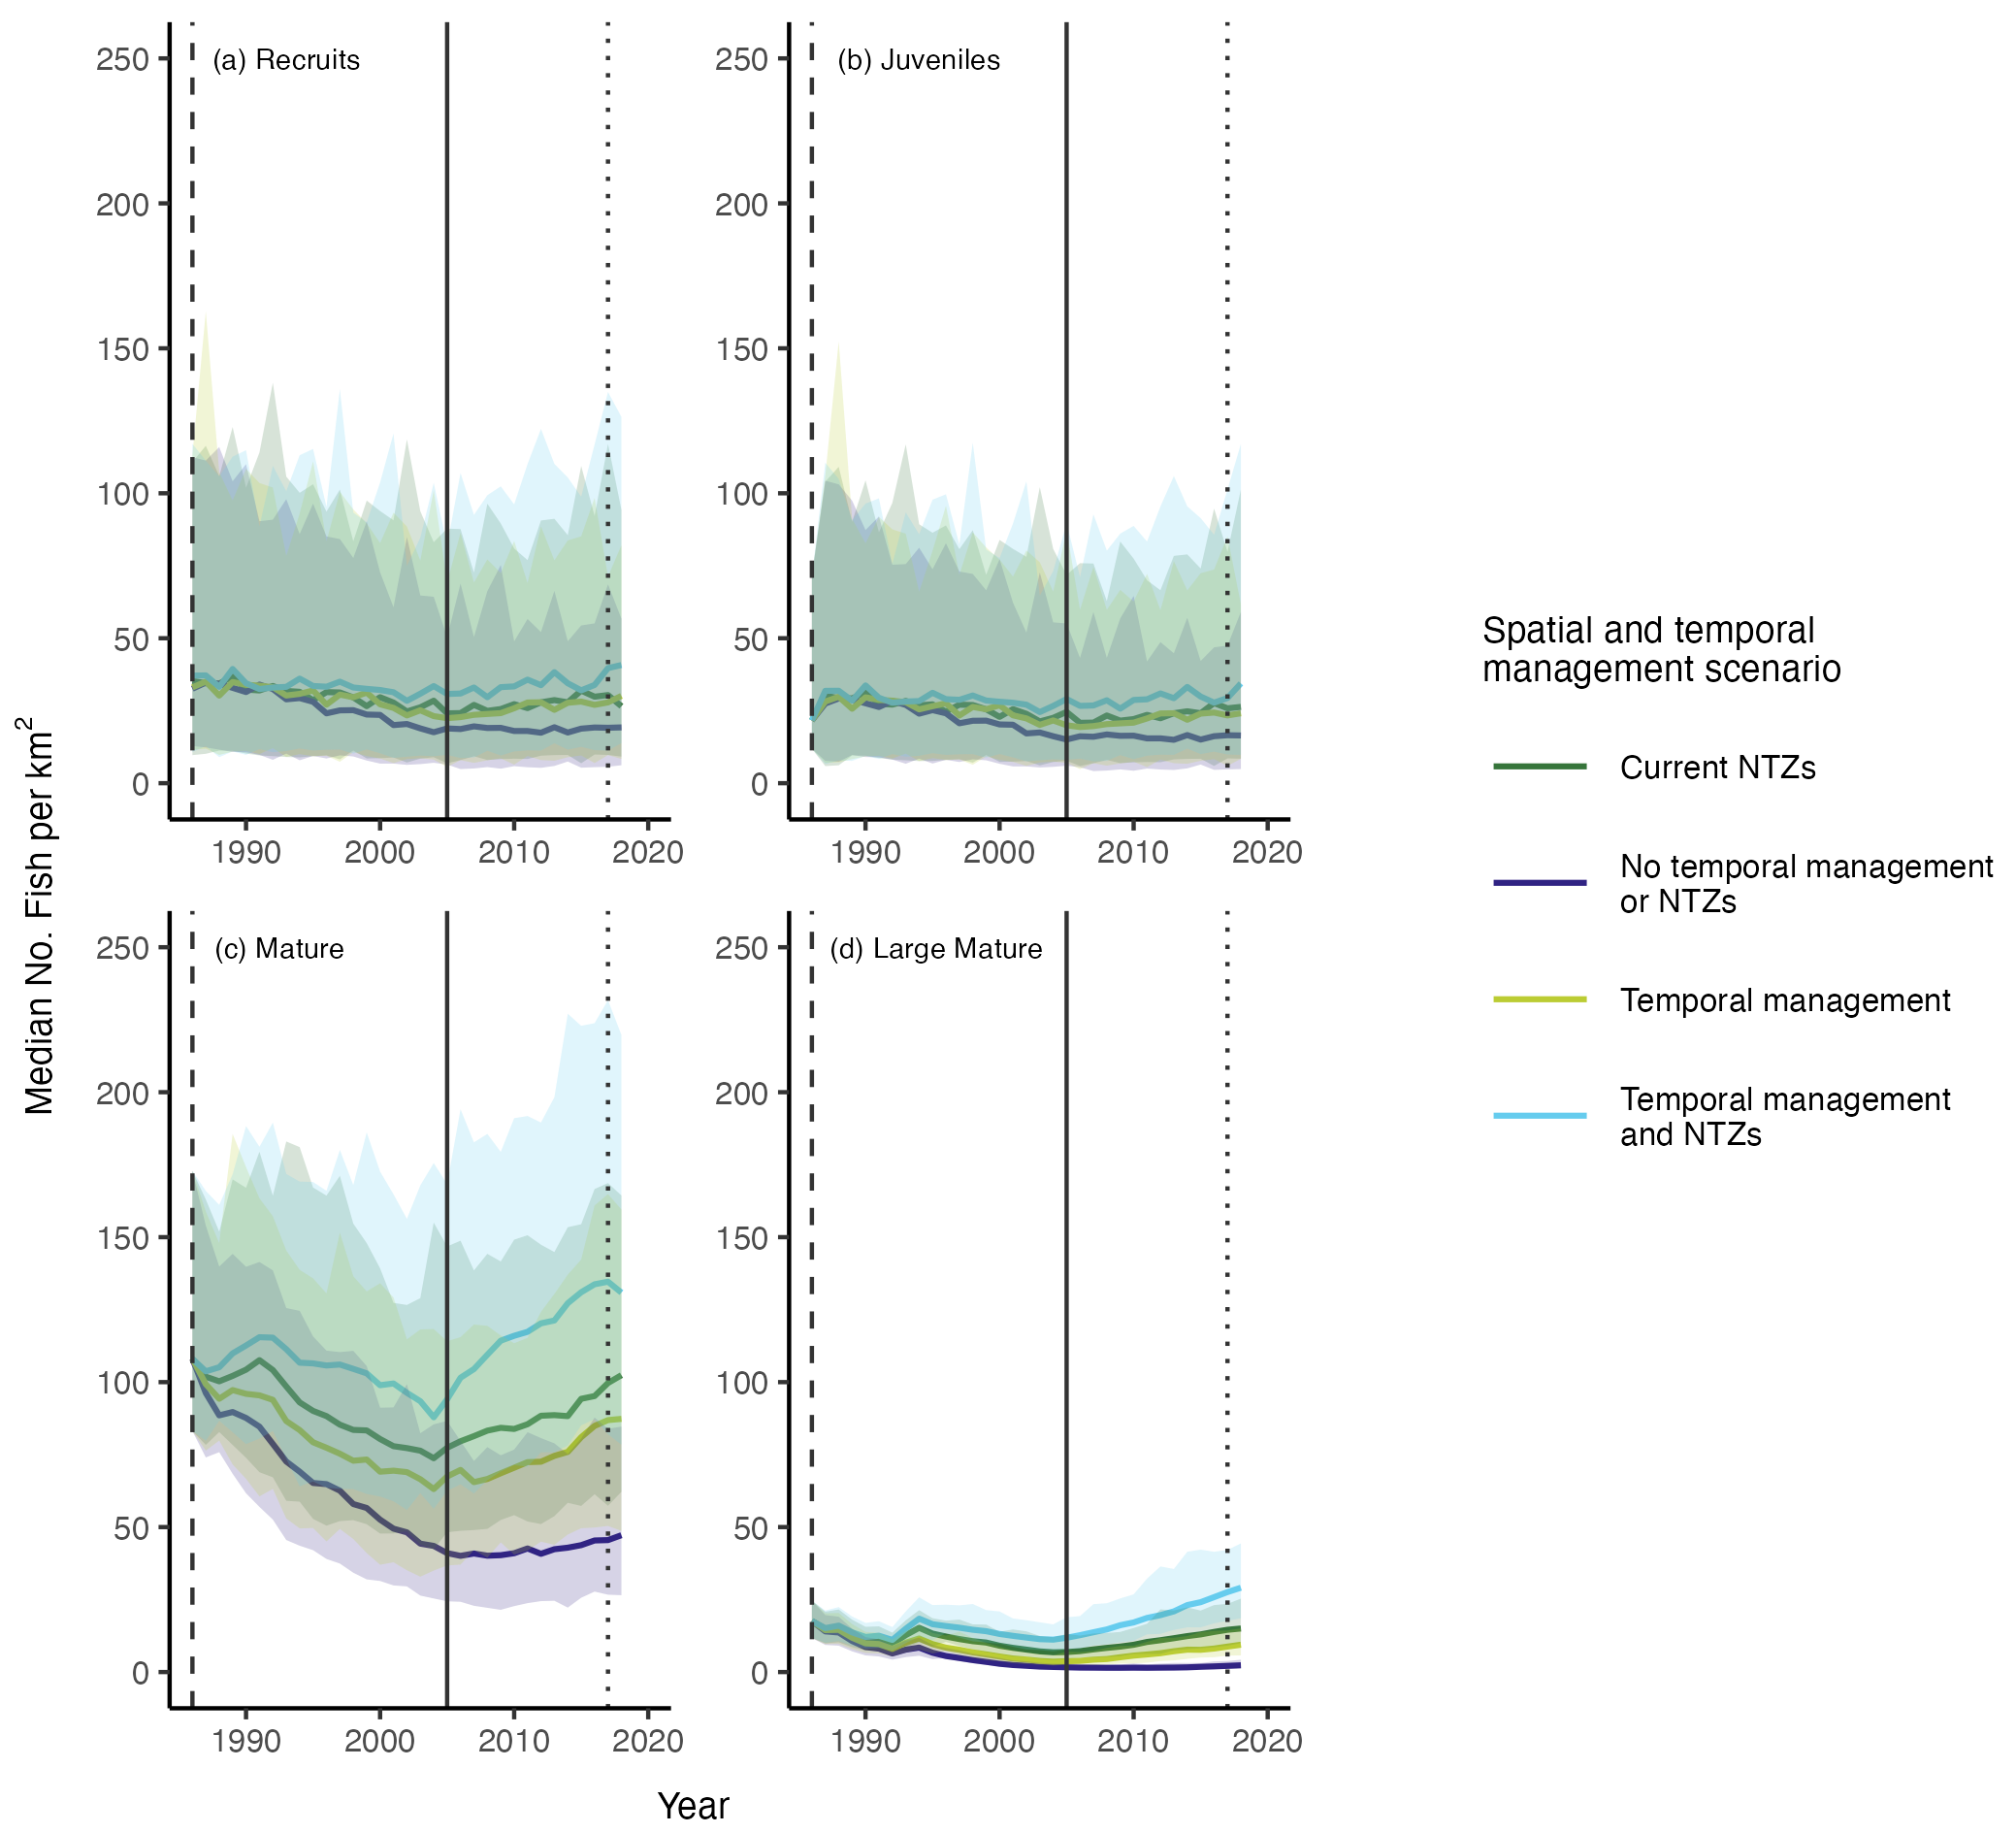 (a) Recruits
250
200
150
100
50
0
1990 2000 2010 2020
(b) Juveniles
250
200
150
100
50
0
1990 2000 2010 2020
(c) Mature
250
200
150
100
50
0
1990 2000 2010 2020
(d) Large Mature
250
200
150
100
50
0
1990 2000 2010 2020
Median No. Fish per km²
Year
Spatial and temporal
management scenario
Current NTZs
No temporal management
or NTZs
Temporal management
Temporal management
and NTZs